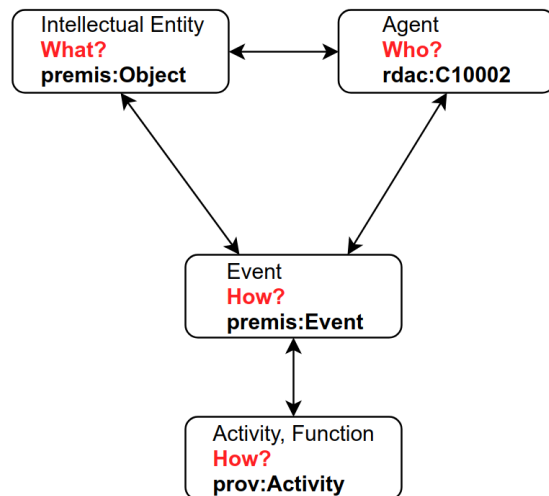 Intellectual Entity
What?
premis:Object
Agent
Who?
rdac:C10002
Event
How?
premis:Event
Activity, Function
How?
prov:Activity